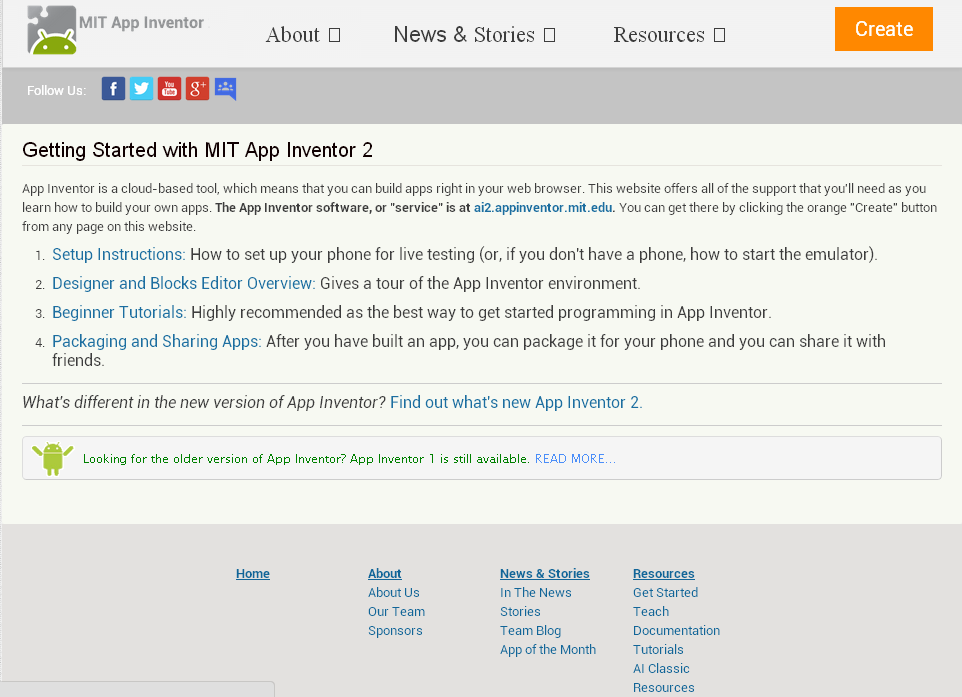 MIT App Inventor
About
News & Stories
Resources
Create
Follow Us:
Getting Started with MIT App Inventor 2
App Inventor is a cloud-based tool, which means that you can build apps right in your web browser. This website offers all of the support that you'll need as you
learn how to build your own apps. The App Inventor software, or "service" is at ai2.appinventor.mit.edu. You can get there by clicking the orange "Create" button
from any page on this website.
1. Setup Instructions: How to set up your phone for live testing (or, if you don't have a phone, how to start the emulator).
2. Designer and Blocks Editor Overview: Gives a tour of the App Inventor environment.
3. Beginner Tutorials: Highly recommended as the best way to get started programming in App Inventor.
4. Packaging and Sharing Apps: After you have built an app, you can package it for your phone and you can share it with
friends.
What's different in the new version of App Inventor? Find out what's new App Inventor 2.
Looking for the older version of App Inventor? App Inventor 1 is still available. READ MORE...
Home
About
About Us
Our Team
Sponsors
News & Stories
In The News
Stories
Team Blog
App of the Month
Resources
Get Started
Teach
Documentation
Tutorials
AI Classic
Resources